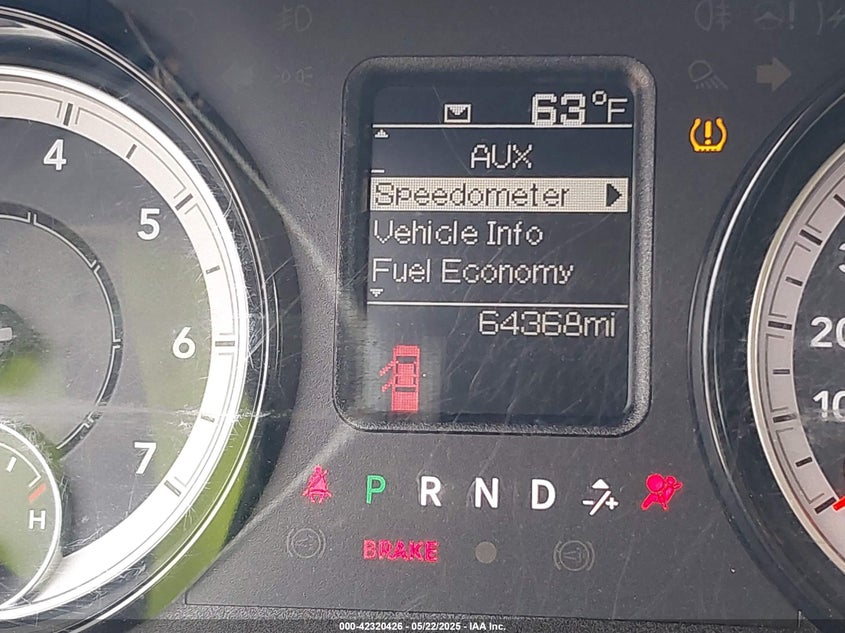 63°F
AUX
Speedometer
Vehicle Info
Fuel Economy
64368mi
4
5
6
7
H
20
10
P R N D -/+
BRAKE
000-42320426 - 05/22/2025 - IAA Inc.